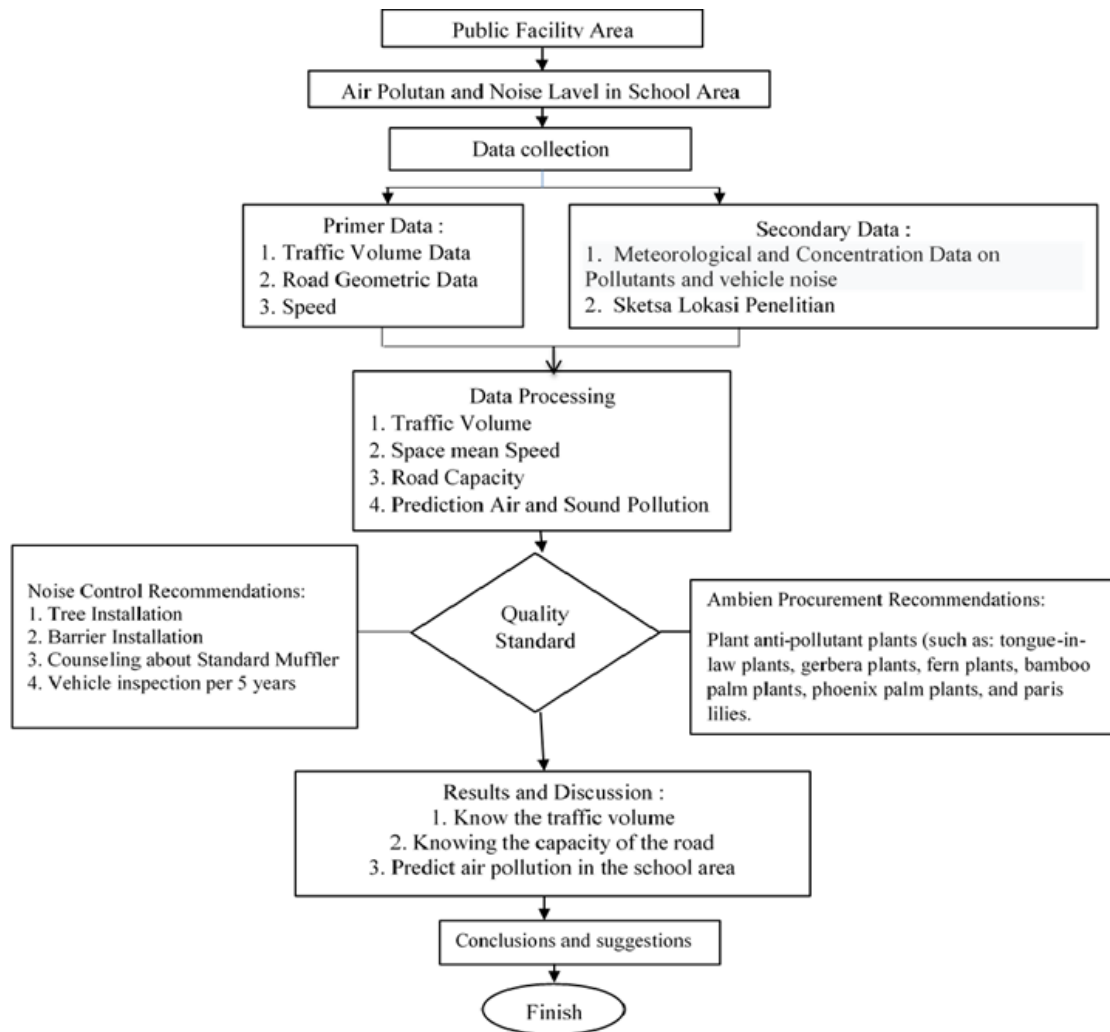 Public Facility Area
Air Polutan and Noise Lavel in School Area
Data collection
Primer Data :
1. Traffic Volume Data
2. Road Geometric Data
3. Speed
Secondary Data :
1. Meteorological and Concentration Data on
Pollutants and vehicle noise
2. Sketsa Lokasi Penelitian
Data Processing
1. Traffic Volume
2. Space mean Speed
3. Road Capacity
4. Prediction Air and Sound Pollution
Noise Control Recommendations:
1. Tree Installation
2. Barrier Installation
3. Counseling about Standard Muffler
4. Vehicle inspection per 5 years
Quality
Standard
Ambien Procurement Recommendations:
Plant anti-pollutant plants (such as: tongue-in-
law plants, gerbera plants, fern plants, bamboo
palm plants, phoenix palm plants, and paris
lilies.
Results and Discussion :
1. Know the traffic volume
2. Knowing the capacity of the road
3. Predict air pollution in the school area
Conclusions and suggestions
Finish